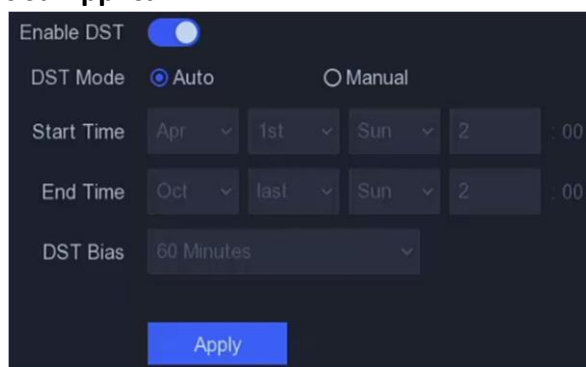 Enable DST
DST Mode Auto Manual
Start Time Apr 1st Sun 2 : 00
End Time Oct last Sun 2 : 00
DST Bias 60 Minutes
Apply